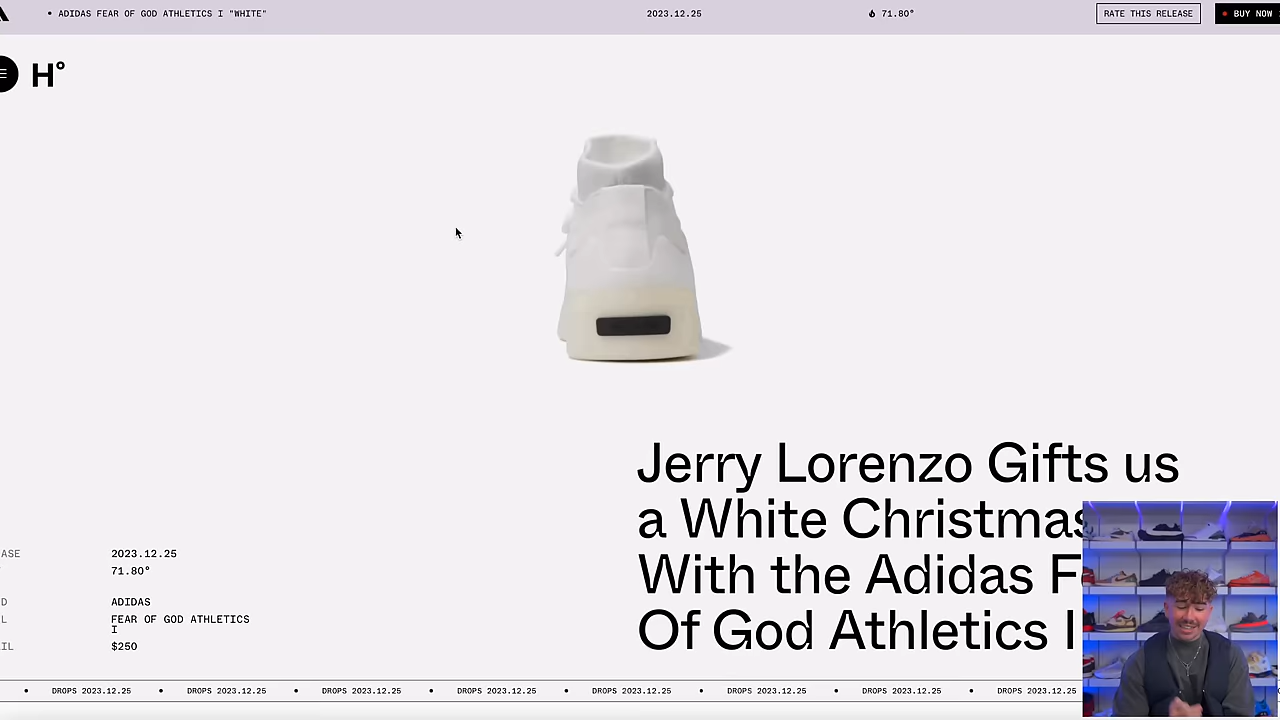 • ADIDAS FEAR OF GOD ATHLETICS I "WHITE" 2023.12.25 71.80° RATE THIS RELEASE • BUY NOW
H°
Jerry Lorenzo Gifts us
a White Christmas
With the Adidas F
Of God Athletics I
ASE 2023.12.25
71.80°
D ADIDAS
L FEAR OF GOD ATHLETICS
I
IL $250
• DROPS 2023.12.25 • DROPS 2023.12.25 • DROPS 2023.12.25 • DROPS 2023.12.25 • DROPS 2023.12.25 • DROPS 2023.12.25 • DROPS 2023.12.25 • DROPS 2023.12.25